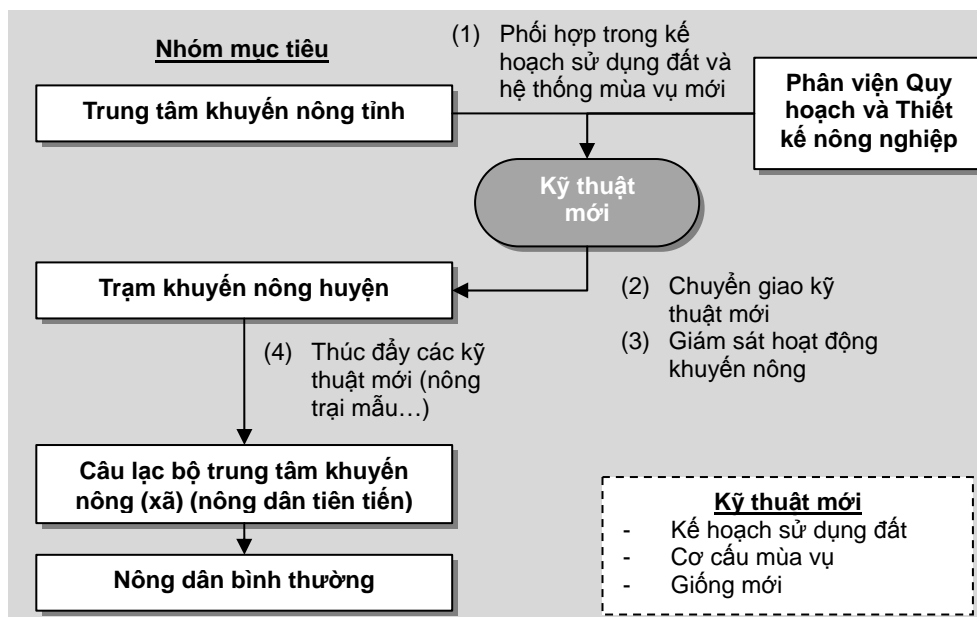 Nhóm mục tiêu
(1) Phối hợp trong kế
hoạch sử dụng đất và
hệ thống mùa vụ mới
Trung tâm khuyến nông tỉnh
Phân viện Quy
hoạch và Thiết
kế nông nghiệp
Kỹ thuật
mới
Trạm khuyến nông huyện
(2) Chuyển giao kỹ
thuật mới
(3) Giám sát hoạt động
khuyến nông
(4) Thúc đẩy các kỹ
thuật mới (nông
trại mẫu…)
Câu lạc bộ trung tâm khuyến
nông (xã) (nông dân tiên tiến)
Nông dân bình thường
Kỹ thuật mới
- Kế hoạch sử dụng đất
- Cơ cấu mùa vụ
- Giống mới